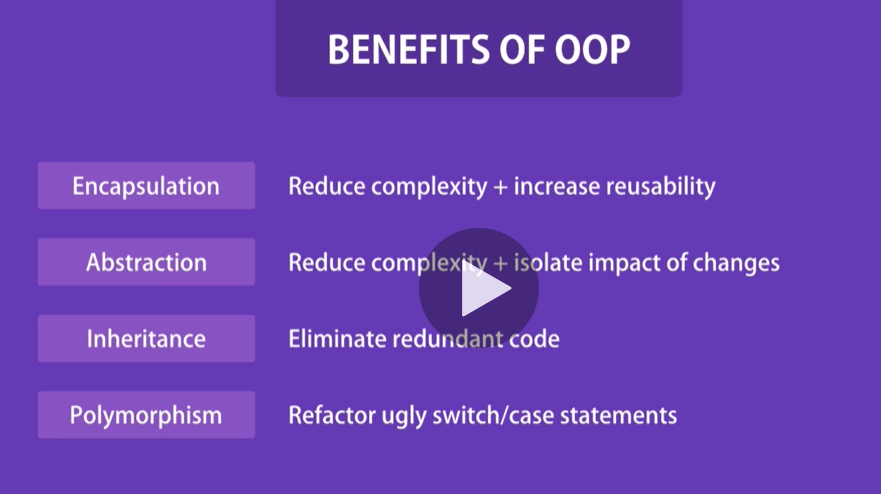 BENEFITS OF OOP
Encapsulation Reduce complexity + increase reusability
Abstraction Reduce complexity + isolate impact of changes
Inheritance Eliminate redundant code
Polymorphism Refactor ugly switch/case statements